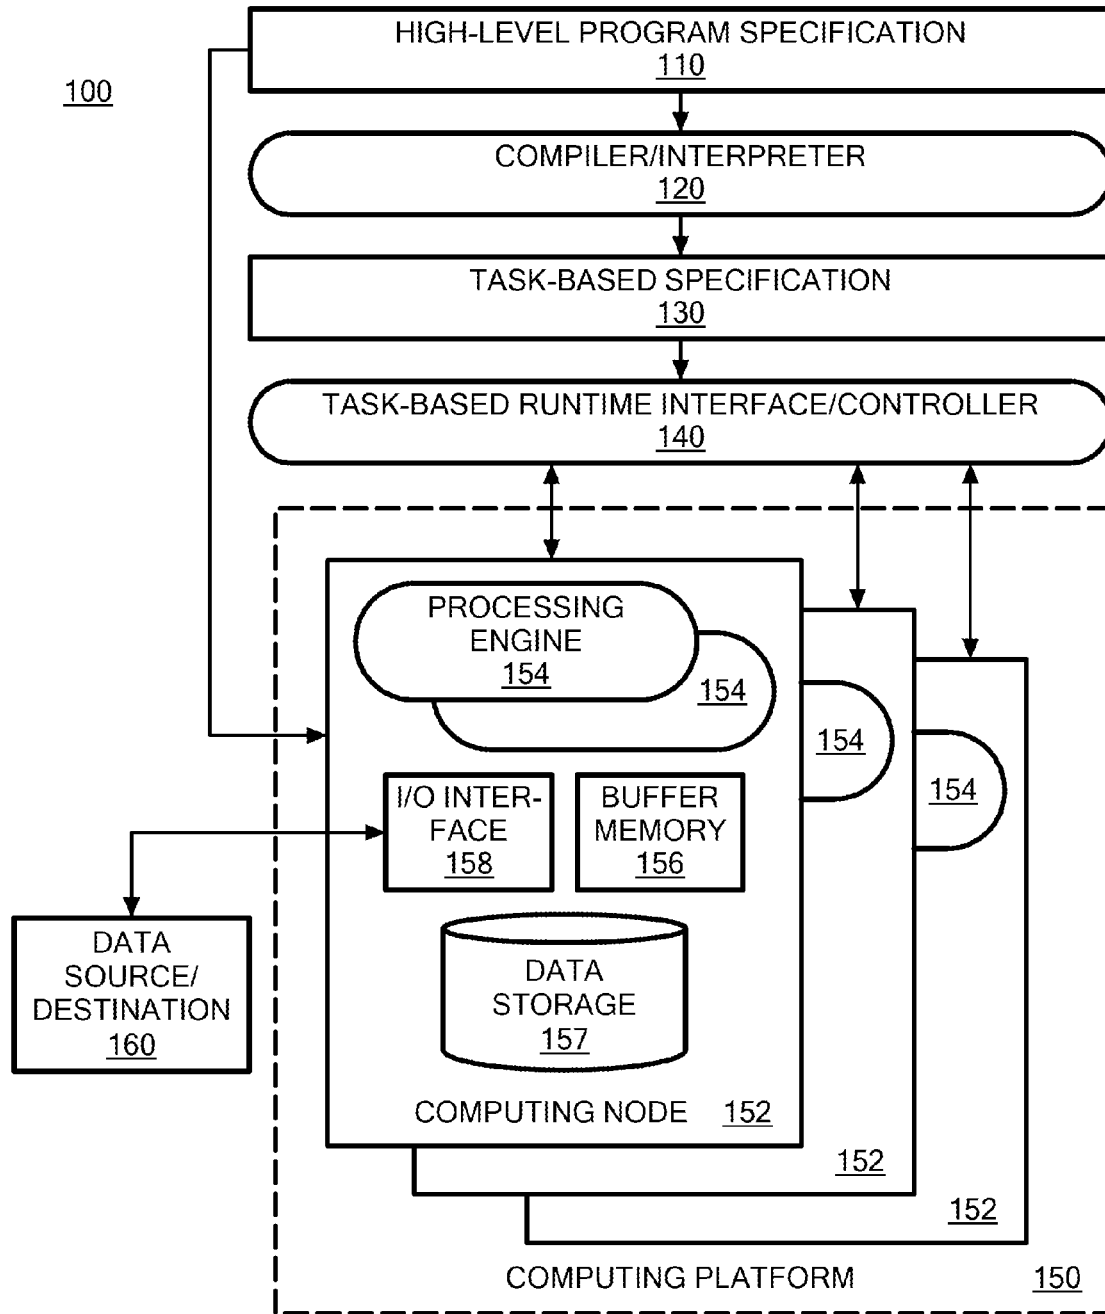 HIGH-LEVEL PROGRAM SPECIFICATION
110
100
COMPILER/INTERPRETER
120
TASK-BASED SPECIFICATION
130
TASK-BASED RUNTIME INTERFACE/CONTROLLER
140
PROCESSING
ENGINE
154
154
154
154
I/O INTER-
FACE
158
BUFFER
MEMORY
156
DATA
SOURCE/
DESTINATION
160
DATA
STORAGE
157
COMPUTING NODE 152
152
152
COMPUTING PLATFORM 150